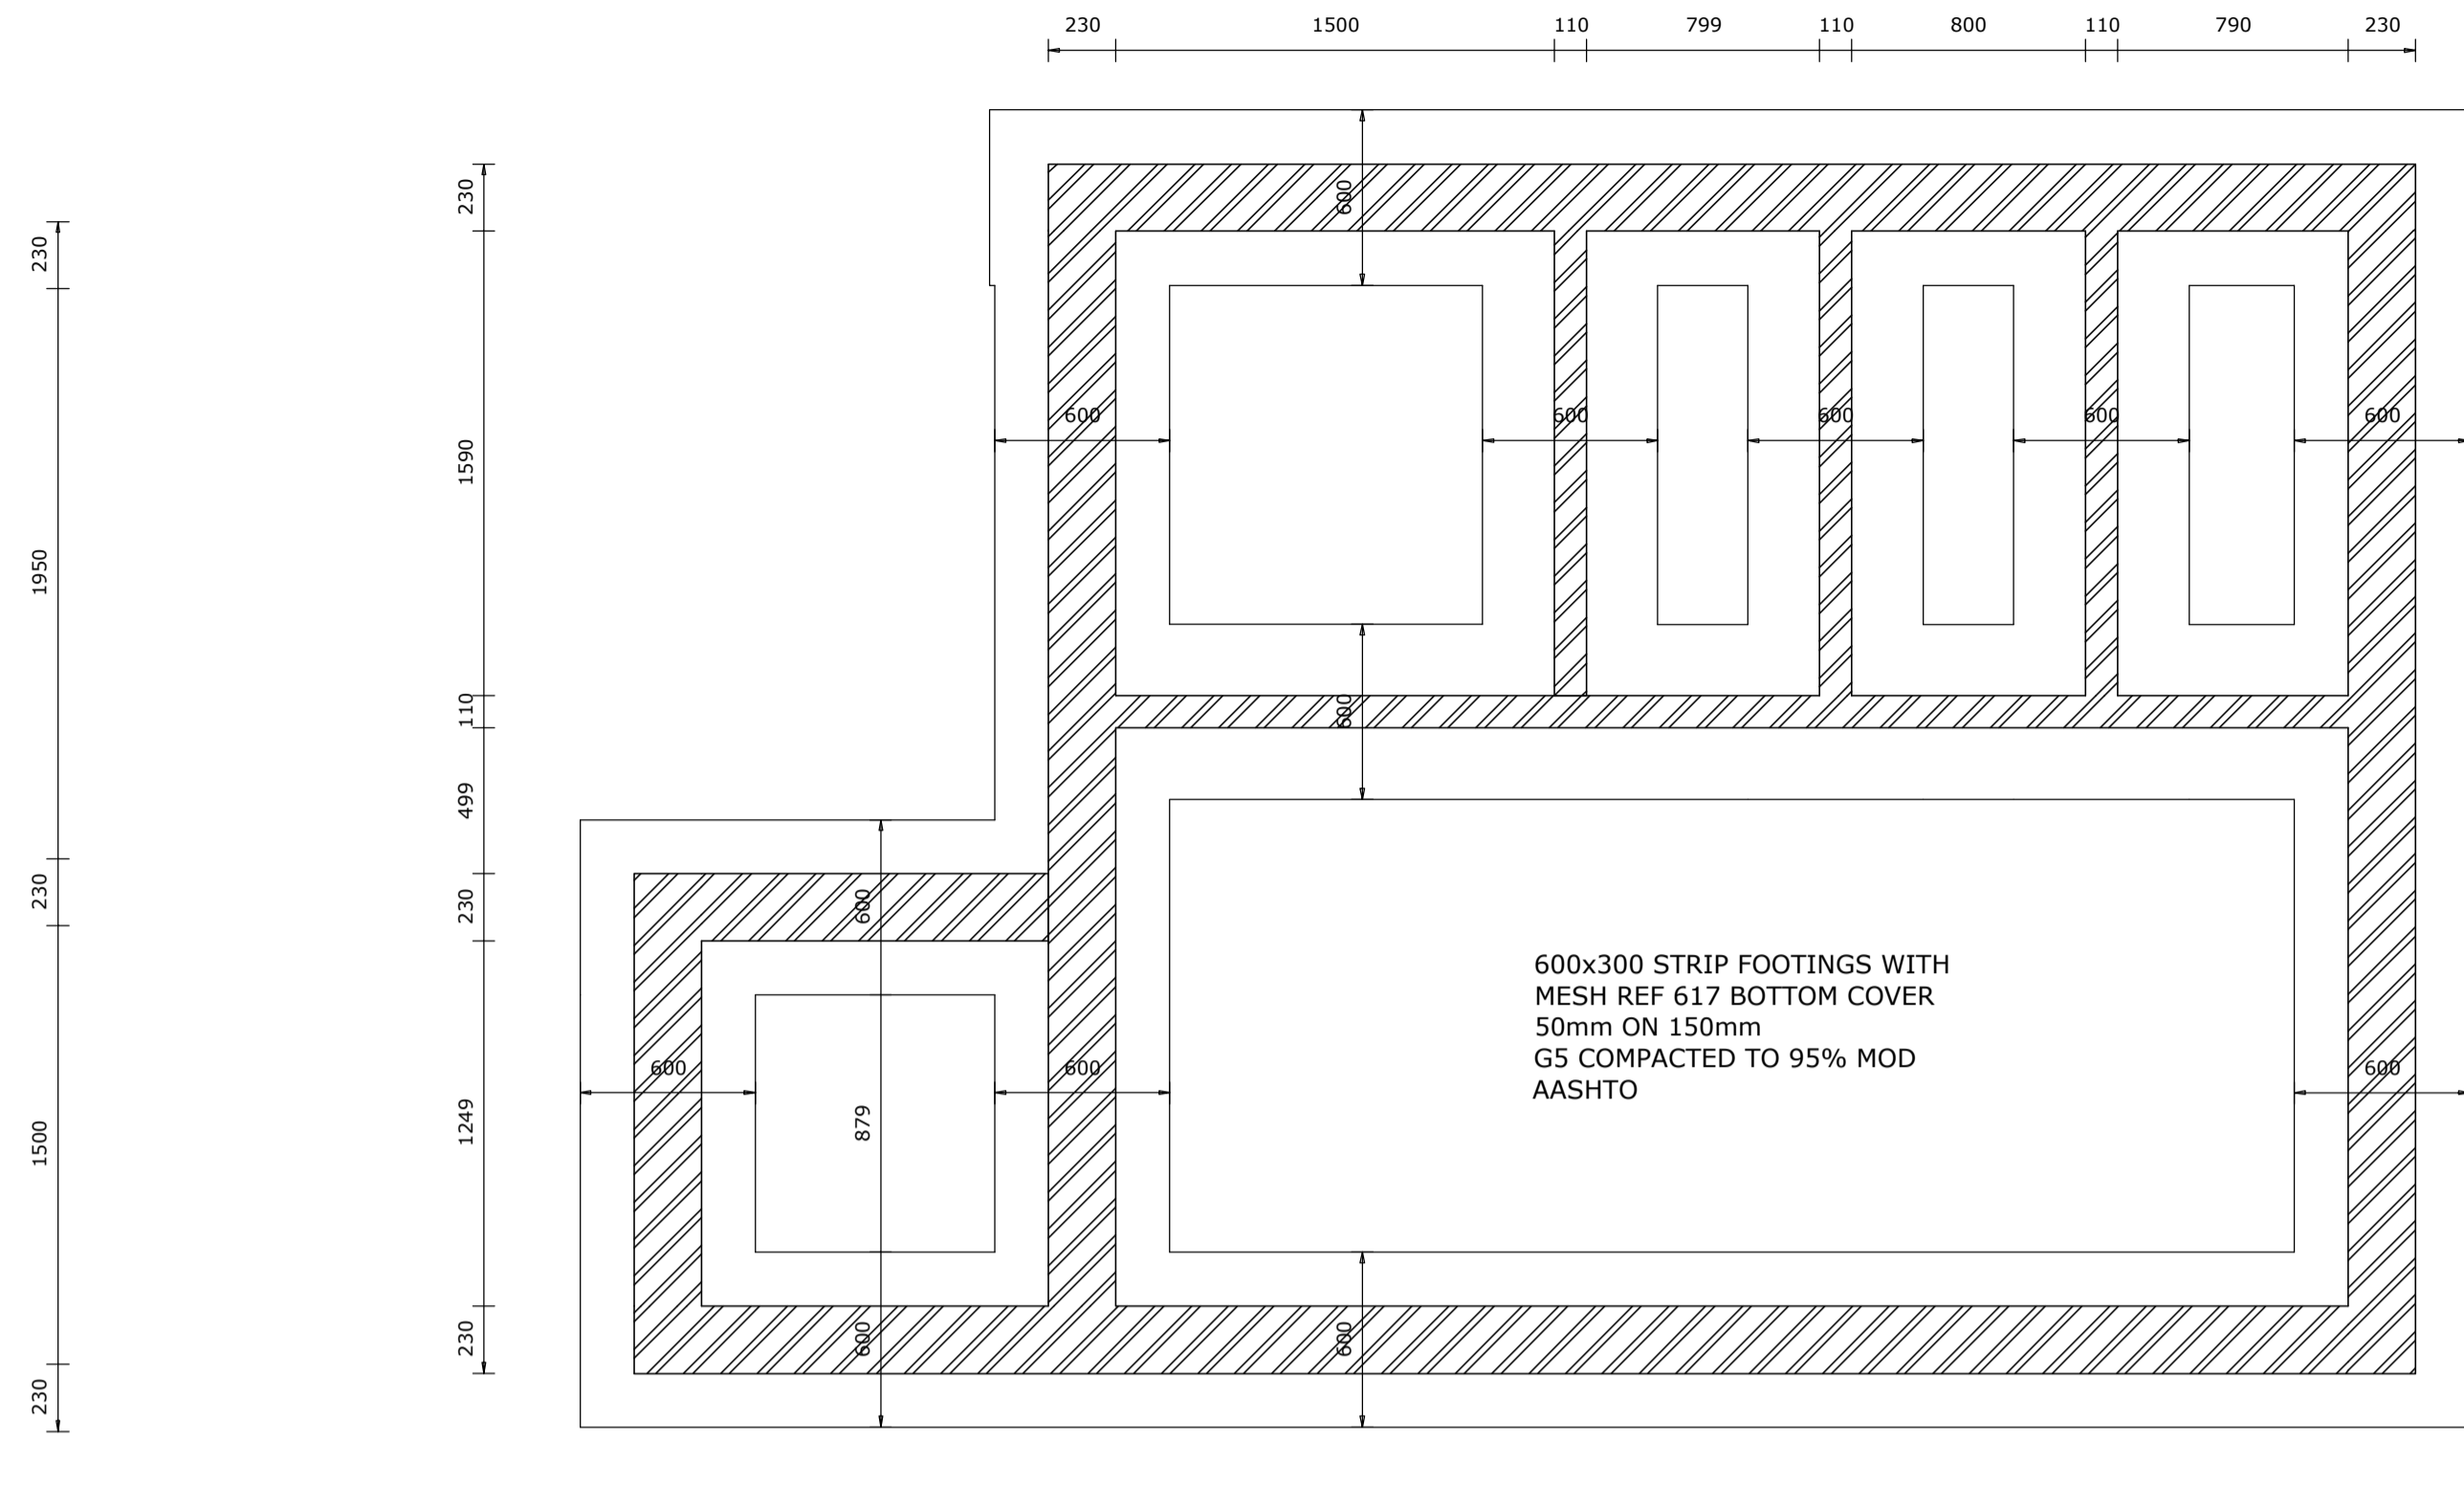 230 1500 110 799 110 800 110 790 230
230
600
230
1590
1950
600 600 600 600 600
110
600
499
230
230
600
600x300 STRIP FOOTINGS WITH
MESH REF 617 BOTTOM COVER
50mm ON 150mm
G5 COMPACTED TO 95% MOD
AASHTO
600 600 600
879
1249
1500
230
600
600
230